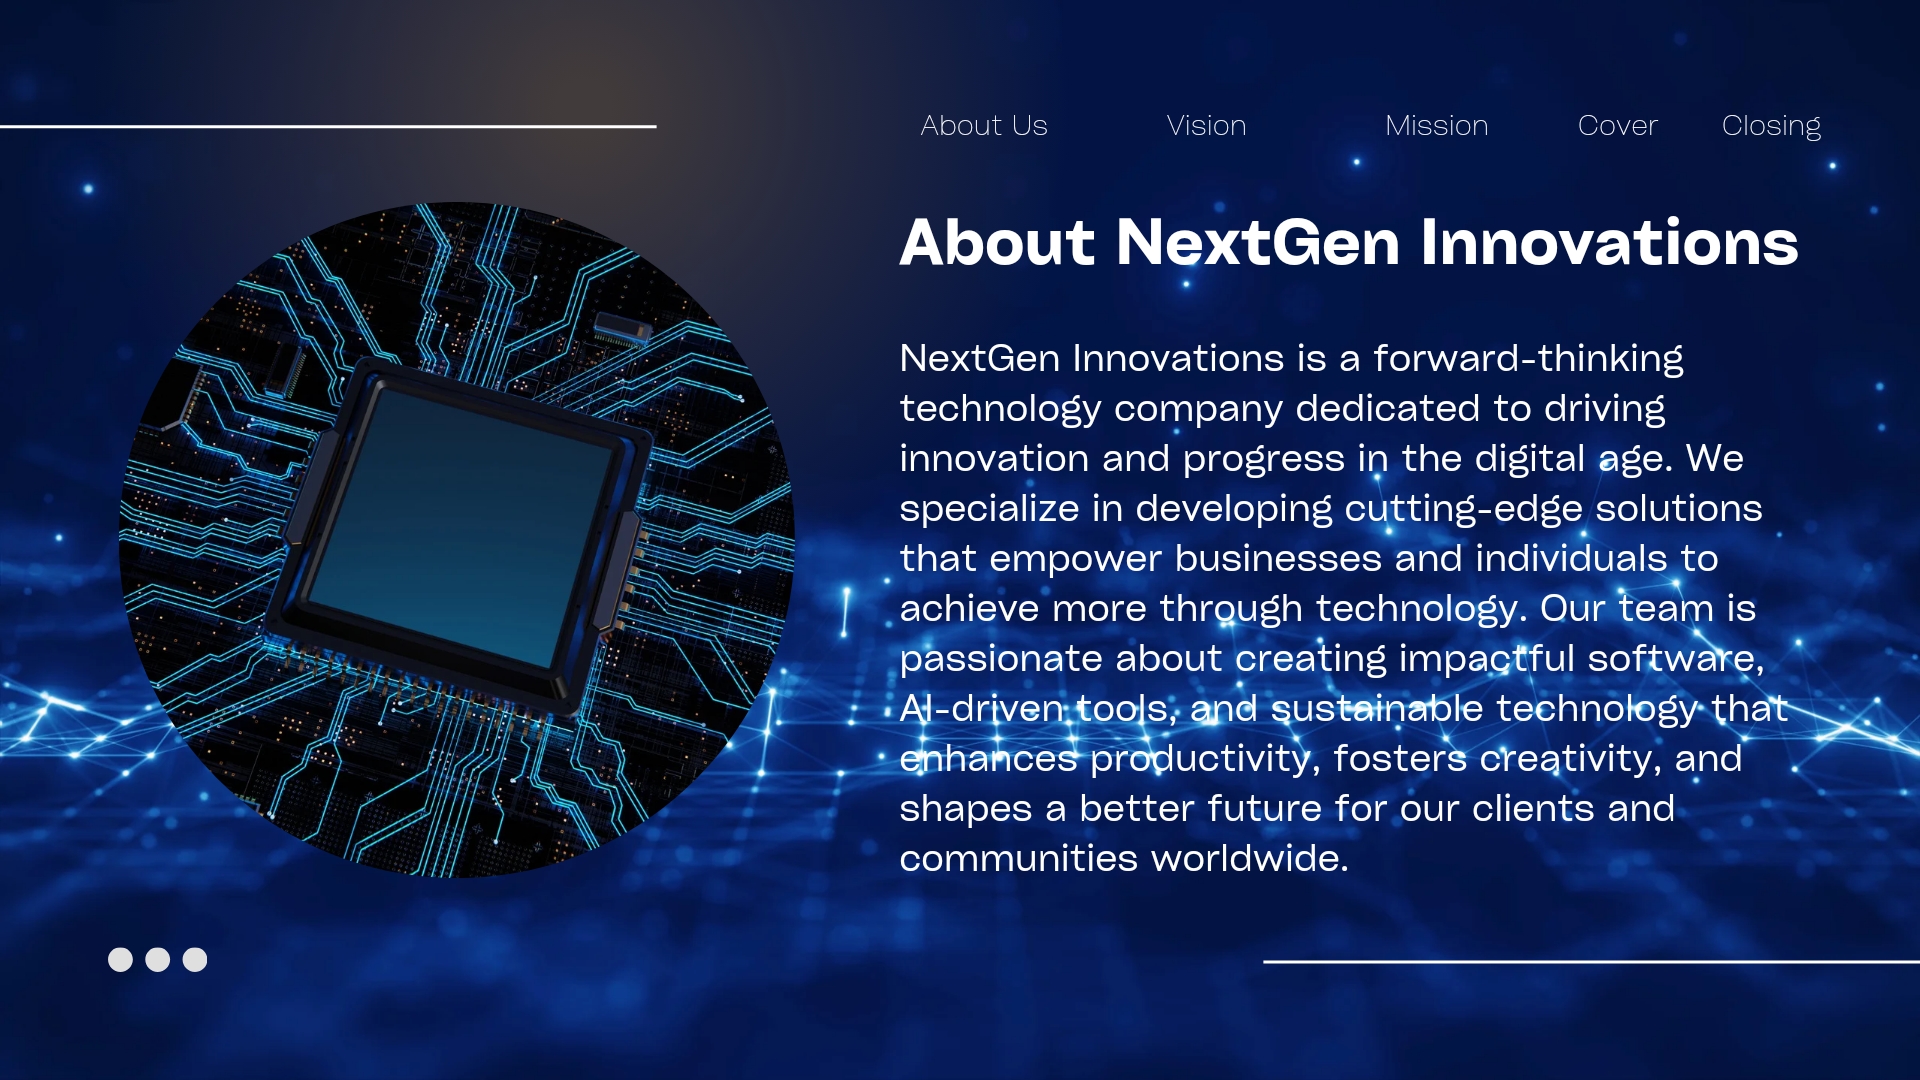 About Us Vision Mission Cover Closing
About NextGen Innovations
NextGen Innovations is a forward-thinking
technology company dedicated to driving
innovation and progress in the digital age. We
specialize in developing cutting-edge solutions
that empower businesses and individuals to
achieve more through technology. Our team is
passionate about creating impactful software,
AI-driven tools, and sustainable technology that
enhances productivity, fosters creativity, and
shapes a better future for our clients and
communities worldwide.